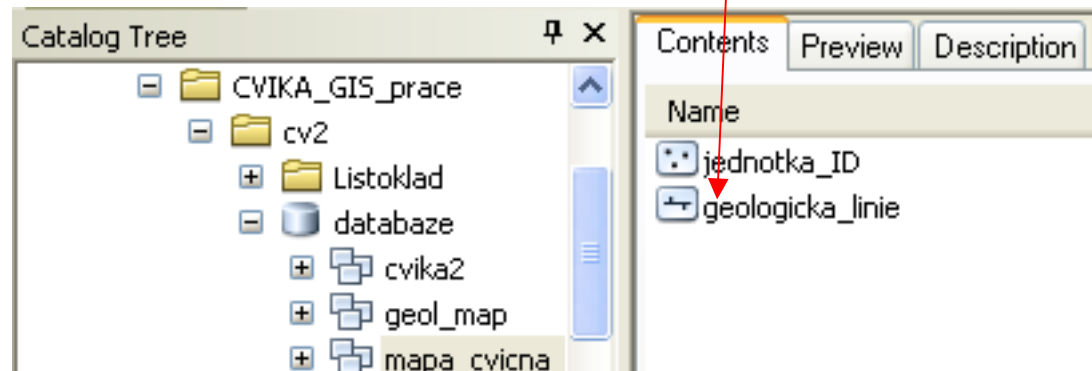 Catalog Tree
CVIKA_GIS_prace
cv2
Listoklad
databaze
cvika2
geol_map
mapa_cvicna
Contents Preview Description
Name
jednotka_ID
geologicka_linie